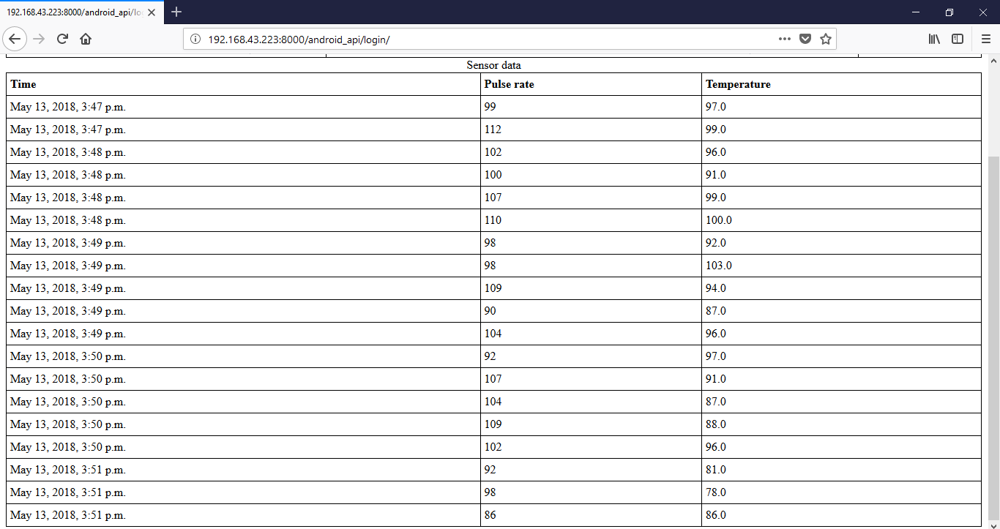 192.168.43.223:8000/android_api/lo
192.168.43.223:8000/android_api/login/
Sensor data
Time Pulse rate Temperature
May 13, 2018, 3:47 p.m. 99 97.0
May 13, 2018, 3:47 p.m. 112 99.0
May 13, 2018, 3:48 p.m. 102 96.0
May 13, 2018, 3:48 p.m. 100 91.0
May 13, 2018, 3:48 p.m. 107 99.0
May 13, 2018, 3:48 p.m. 110 100.0
May 13, 2018, 3:49 p.m. 98 92.0
May 13, 2018, 3:49 p.m. 98 103.0
May 13, 2018, 3:49 p.m. 109 94.0
May 13, 2018, 3:49 p.m. 90 87.0
May 13, 2018, 3:49 p.m. 104 96.0
May 13, 2018, 3:50 p.m. 92 97.0
May 13, 2018, 3:50 p.m. 107 91.0
May 13, 2018, 3:50 p.m. 104 87.0
May 13, 2018, 3:50 p.m. 109 88.0
May 13, 2018, 3:50 p.m. 102 96.0
May 13, 2018, 3:51 p.m. 92 81.0
May 13, 2018, 3:51 p.m. 98 78.0
May 13, 2018, 3:51 p.m. 86 86.0